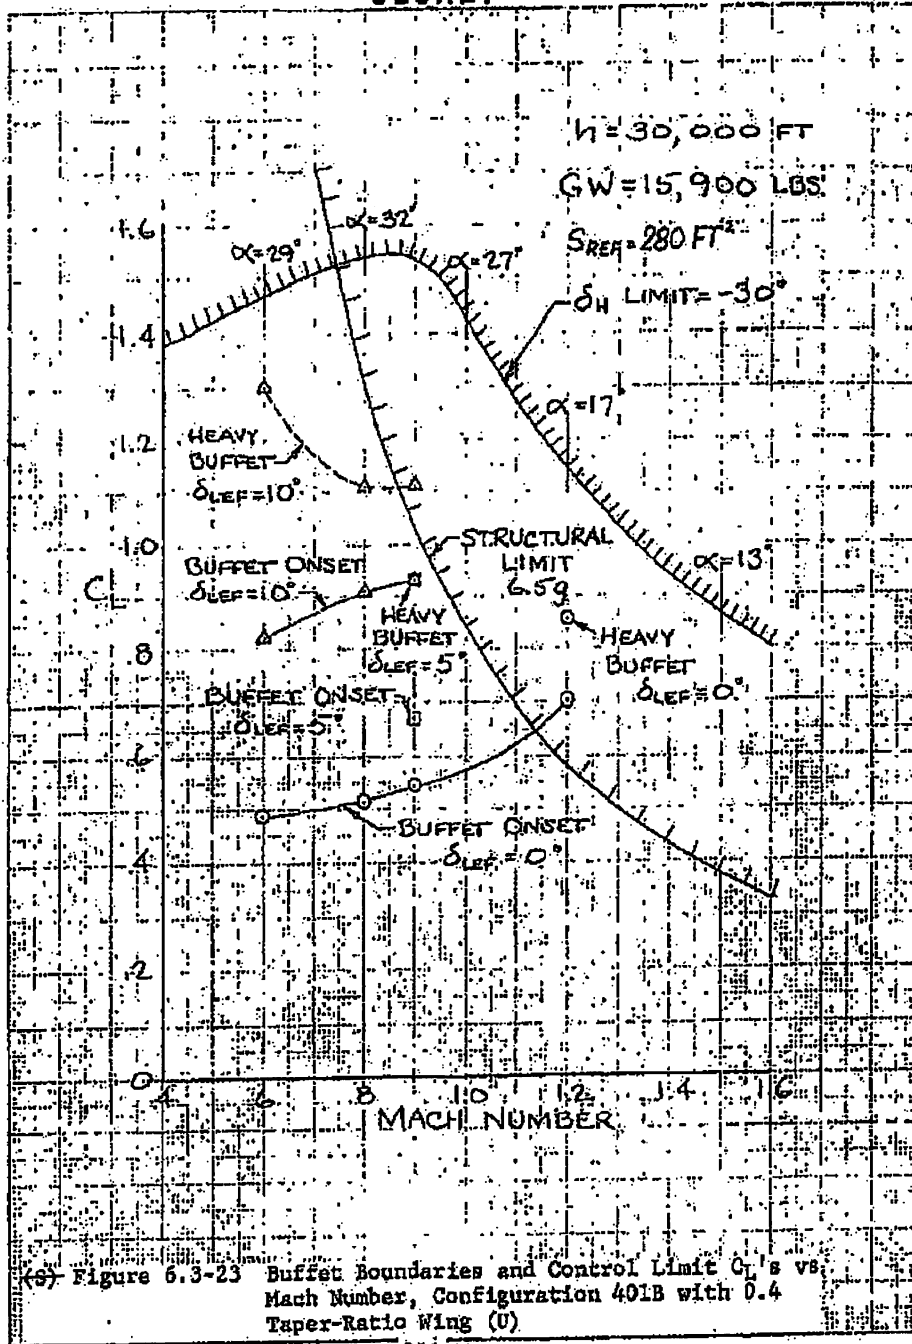 h = 30,000 FT
GW = 15,900 LBS
S REF = 280 FT²
δH LIMIT = -30°
1.6
α=29°
α=32°
α=27°
1.4
α=17°
1.2
HEAVY
BUFFET
δLEF=10°
1.0
STRUCTURAL
LIMIT
6.5g
α=13°
BUFFET ONSET
δLEF=10°
CL
HEAVY
BUFFET
δLEF=5°
HEAVY
BUFFET
δLEF=0°
.8
BUFFET ONSET
δLEF=5°
.6
BUFFET ONSET
δLEF=0°
.4
.2
0
.4 .6 .8 1.0 1.2 1.4 1.6
MACH NUMBER
(S) Figure 6.3-23 Buffet Boundaries and Control Limit CL's vs
Mach Number, Configuration 401B with 0.4
Taper-Ratio Wing (U)